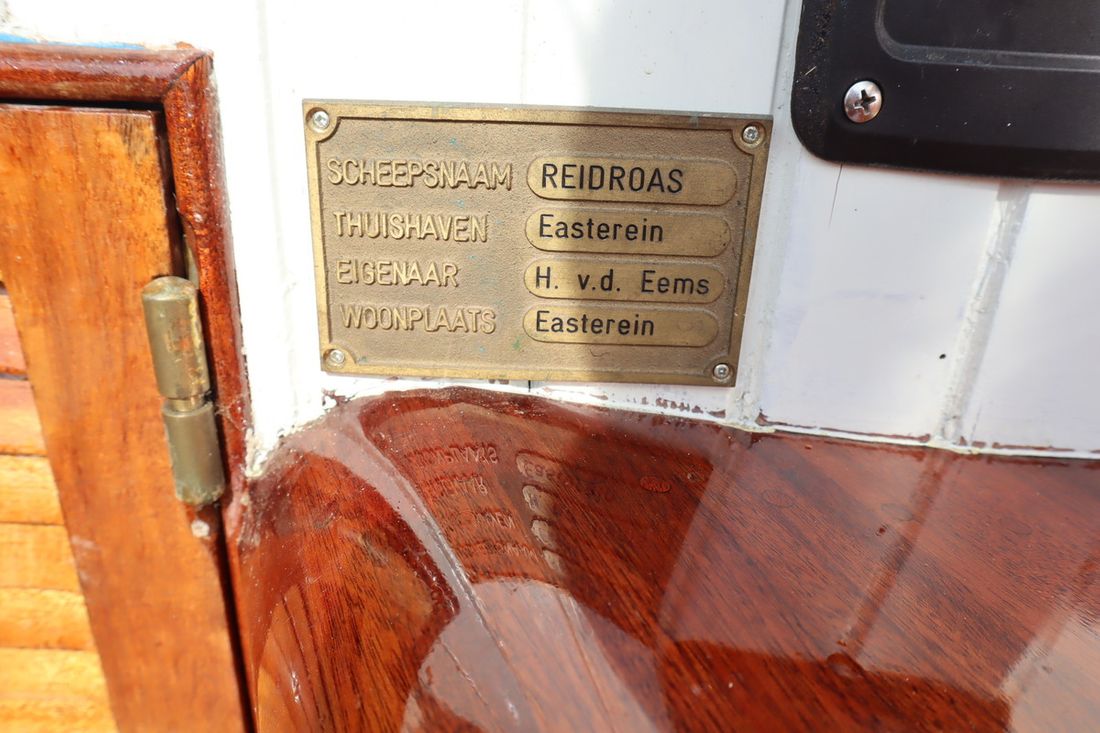 SCHEEPSNAAM REIDROAS
THUISHAVEN Easterein
EIGENAAR H. v.d. Eems
WOONPLAATS Easterein